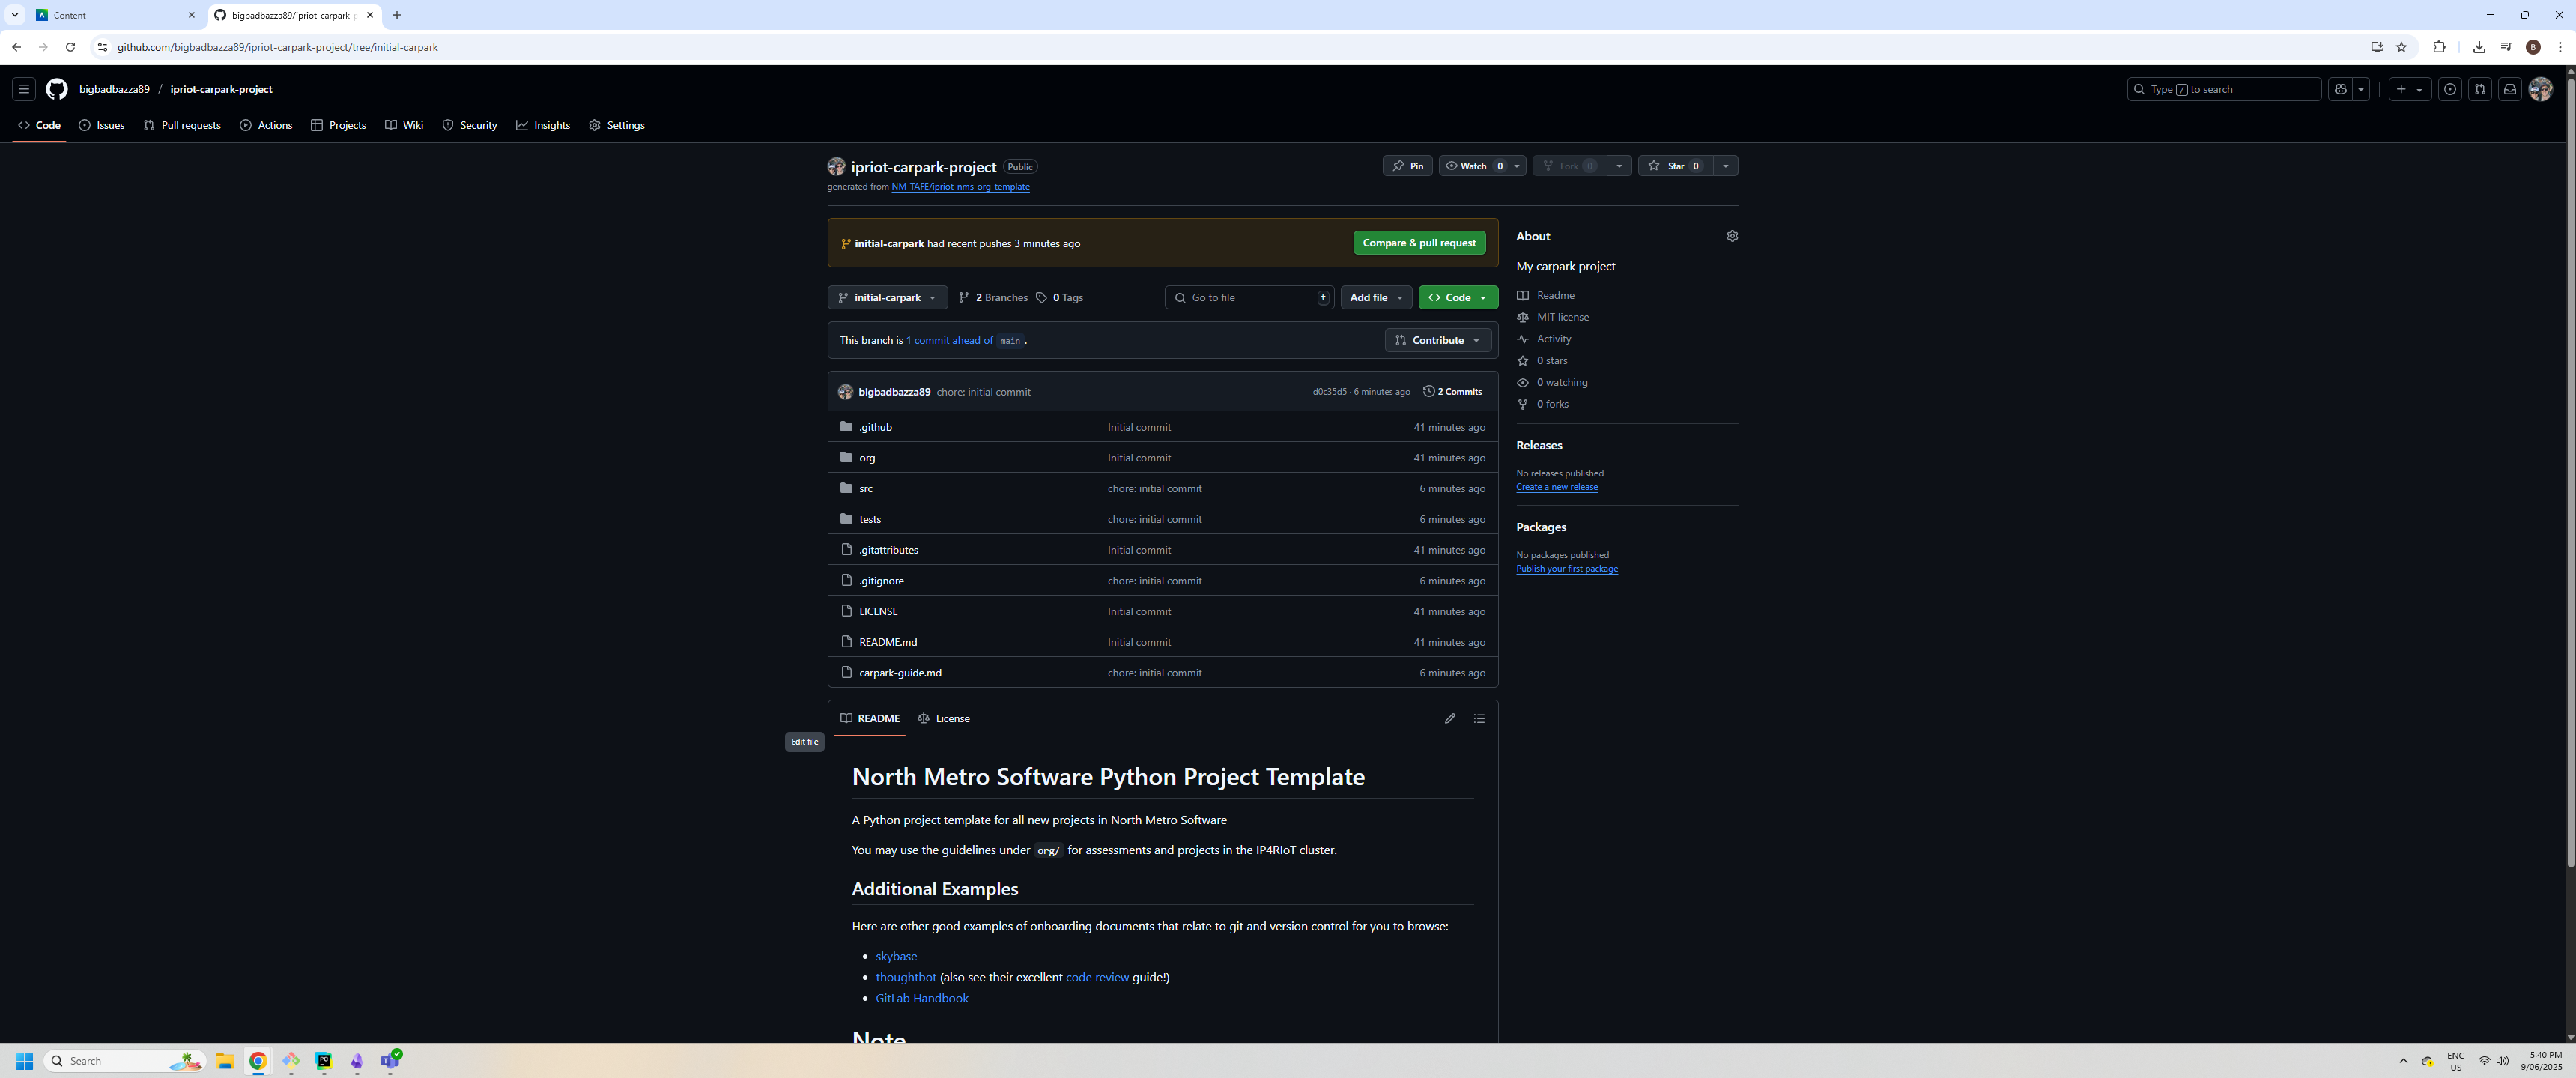 Content
bigbadbazza89/ipriot-carpark-p
github.com/bigbadbazza89/ipriot-carpark-project/tree/initial-carpark
B
bigbadbazza89 / ipriot-carpark-project
Type / to search
Code Issues Pull requests Actions Projects Wiki Security Insights Settings
ipriot-carpark-project Public
Pin Watch 0 Fork 0 Star 0
generated from NM-TAFE/ipriot-nms-org-template
initial-carpark had recent pushes 3 minutes ago
Compare & pull request
initial-carpark 2 Branches 0 Tags
Go to file t
Add file
Code
This branch is 1 commit ahead of main .
Contribute
bigbadbazza89 chore: initial commit d0c35d5 · 6 minutes ago 2 Commits
.github Initial commit 41 minutes ago
org Initial commit 41 minutes ago
src chore: initial commit 6 minutes ago
tests chore: initial commit 6 minutes ago
.gitattributes Initial commit 41 minutes ago
.gitignore chore: initial commit 6 minutes ago
LICENSE Initial commit 41 minutes ago
README.md Initial commit 41 minutes ago
carpark-guide.md chore: initial commit 6 minutes ago
About
My carpark project
Readme
MIT license
Activity
0 stars
0 watching
0 forks
Releases
No releases published
Create a new release
Packages
No packages published
Publish your first package
README License
Edit file
North Metro Software Python Project Template
A Python project template for all new projects in North Metro Software
You may use the guidelines under org/ for assessments and projects in the IP4RIoT cluster.
Additional Examples
Here are other good examples of onboarding documents that relate to git and version control for you to browse:
skybase
thoughtbot (also see their excellent code review guide!)
GitLab Handbook
Note
Search
ENG
US
5:40 PM
9/06/2025